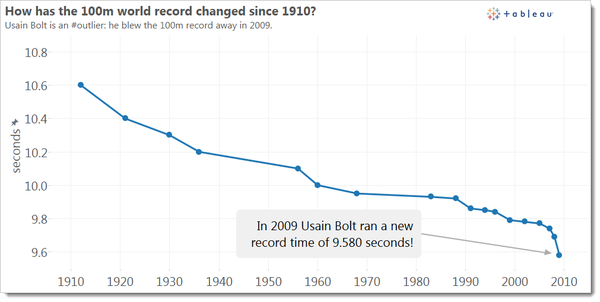 How has the 100m world record changed since 1910?
Usain Bolt is an #outlier: he blew the 100m record away in 2009.
+ableau
10.8
10.6
10.4
10.2
10.0
9.8
9.6
seconds
In 2009 Usain Bolt ran a new
record time of 9.580 seconds!
1910 1920 1930 1940 1950 1960 1970 1980 1990 2000 2010